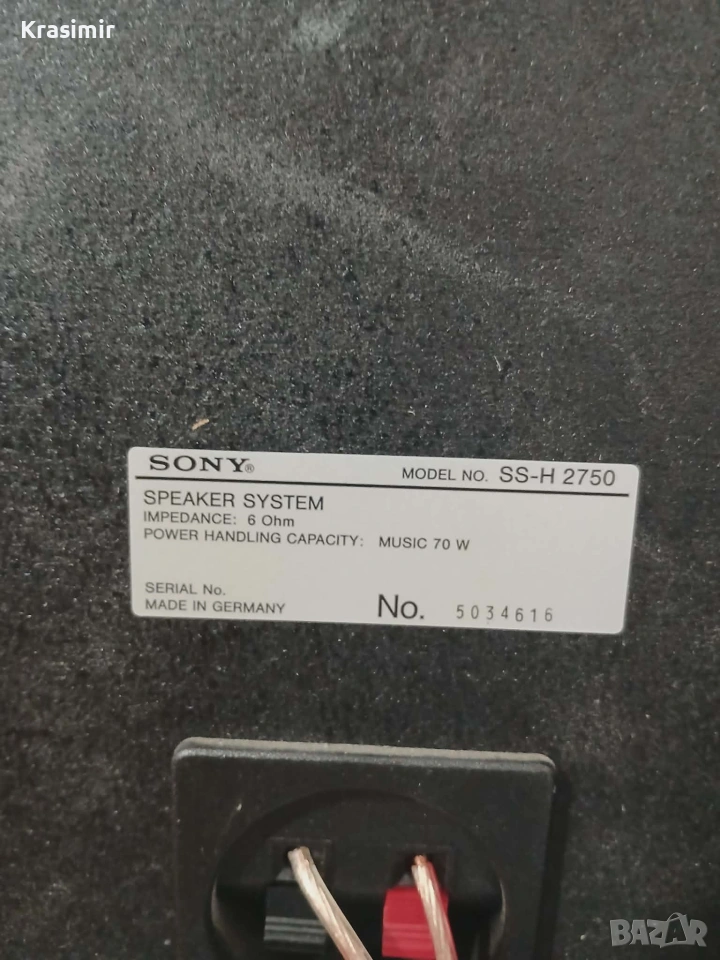 Krasimir
SONY®
MODEL NO. SS-H 2750
SPEAKER SYSTEM
IMPEDANCE: 6 Ohm
POWER HANDLING CAPACITY: MUSIC 70 W
SERIAL No.
MADE IN GERMANY No. 5034616
BAZAR